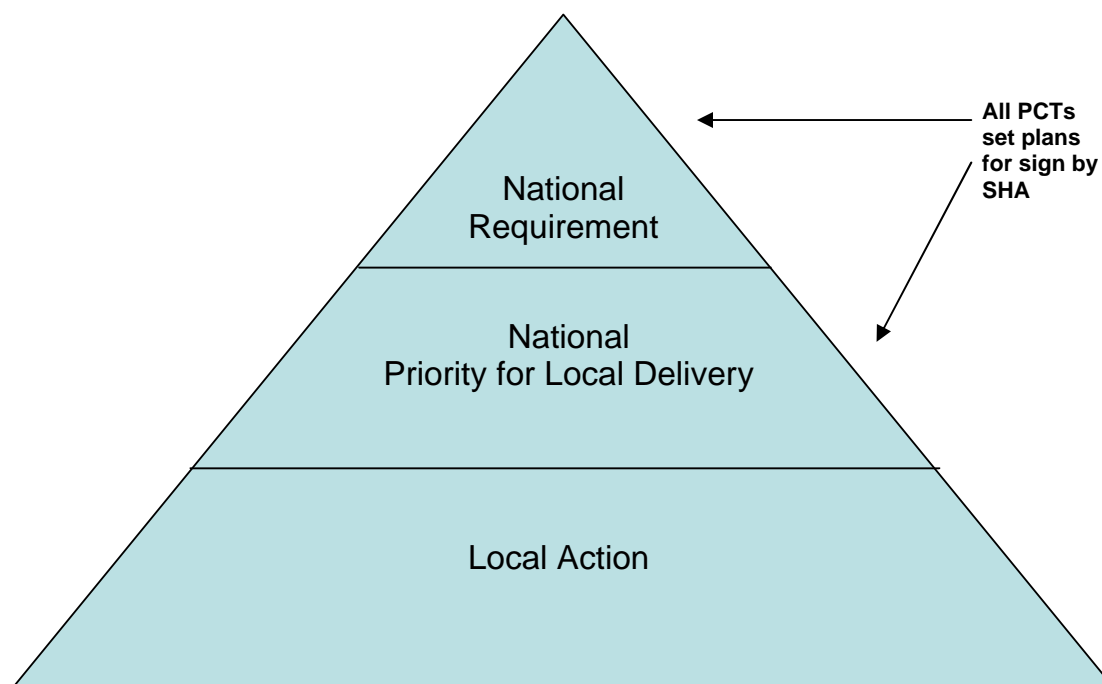 All PCTs
set plans
for sign by
SHA
National
Requirement
National
Priority for Local Delivery
Local Action